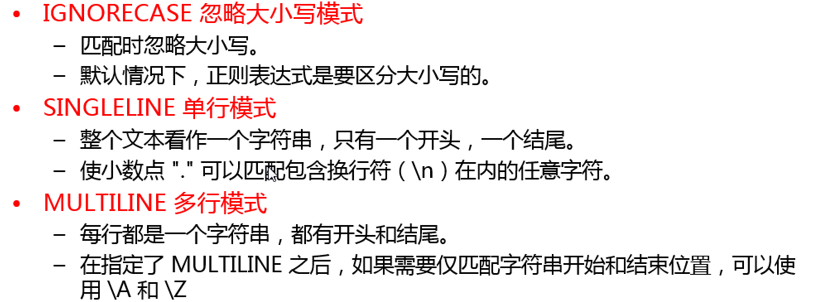 • IGNORECASE 忽略大小写模式
– 匹配时忽略大小写。
– 默认情况下，正则表达式是要区分大小写的。
• SINGLELINE 单行模式
– 整个文本看作一个字符串，只有一个开头，一个结尾。
– 使小数点 "." 可以匹配包含换行符（\n）在内的任意字符。
• MULTILINE 多行模式
– 每行都是一个字符串，都有开头和结尾。
– 在指定了 MULTILINE 之后，如果需要仅匹配字符串开始和结束位置，可以使
用 \A 和 \Z